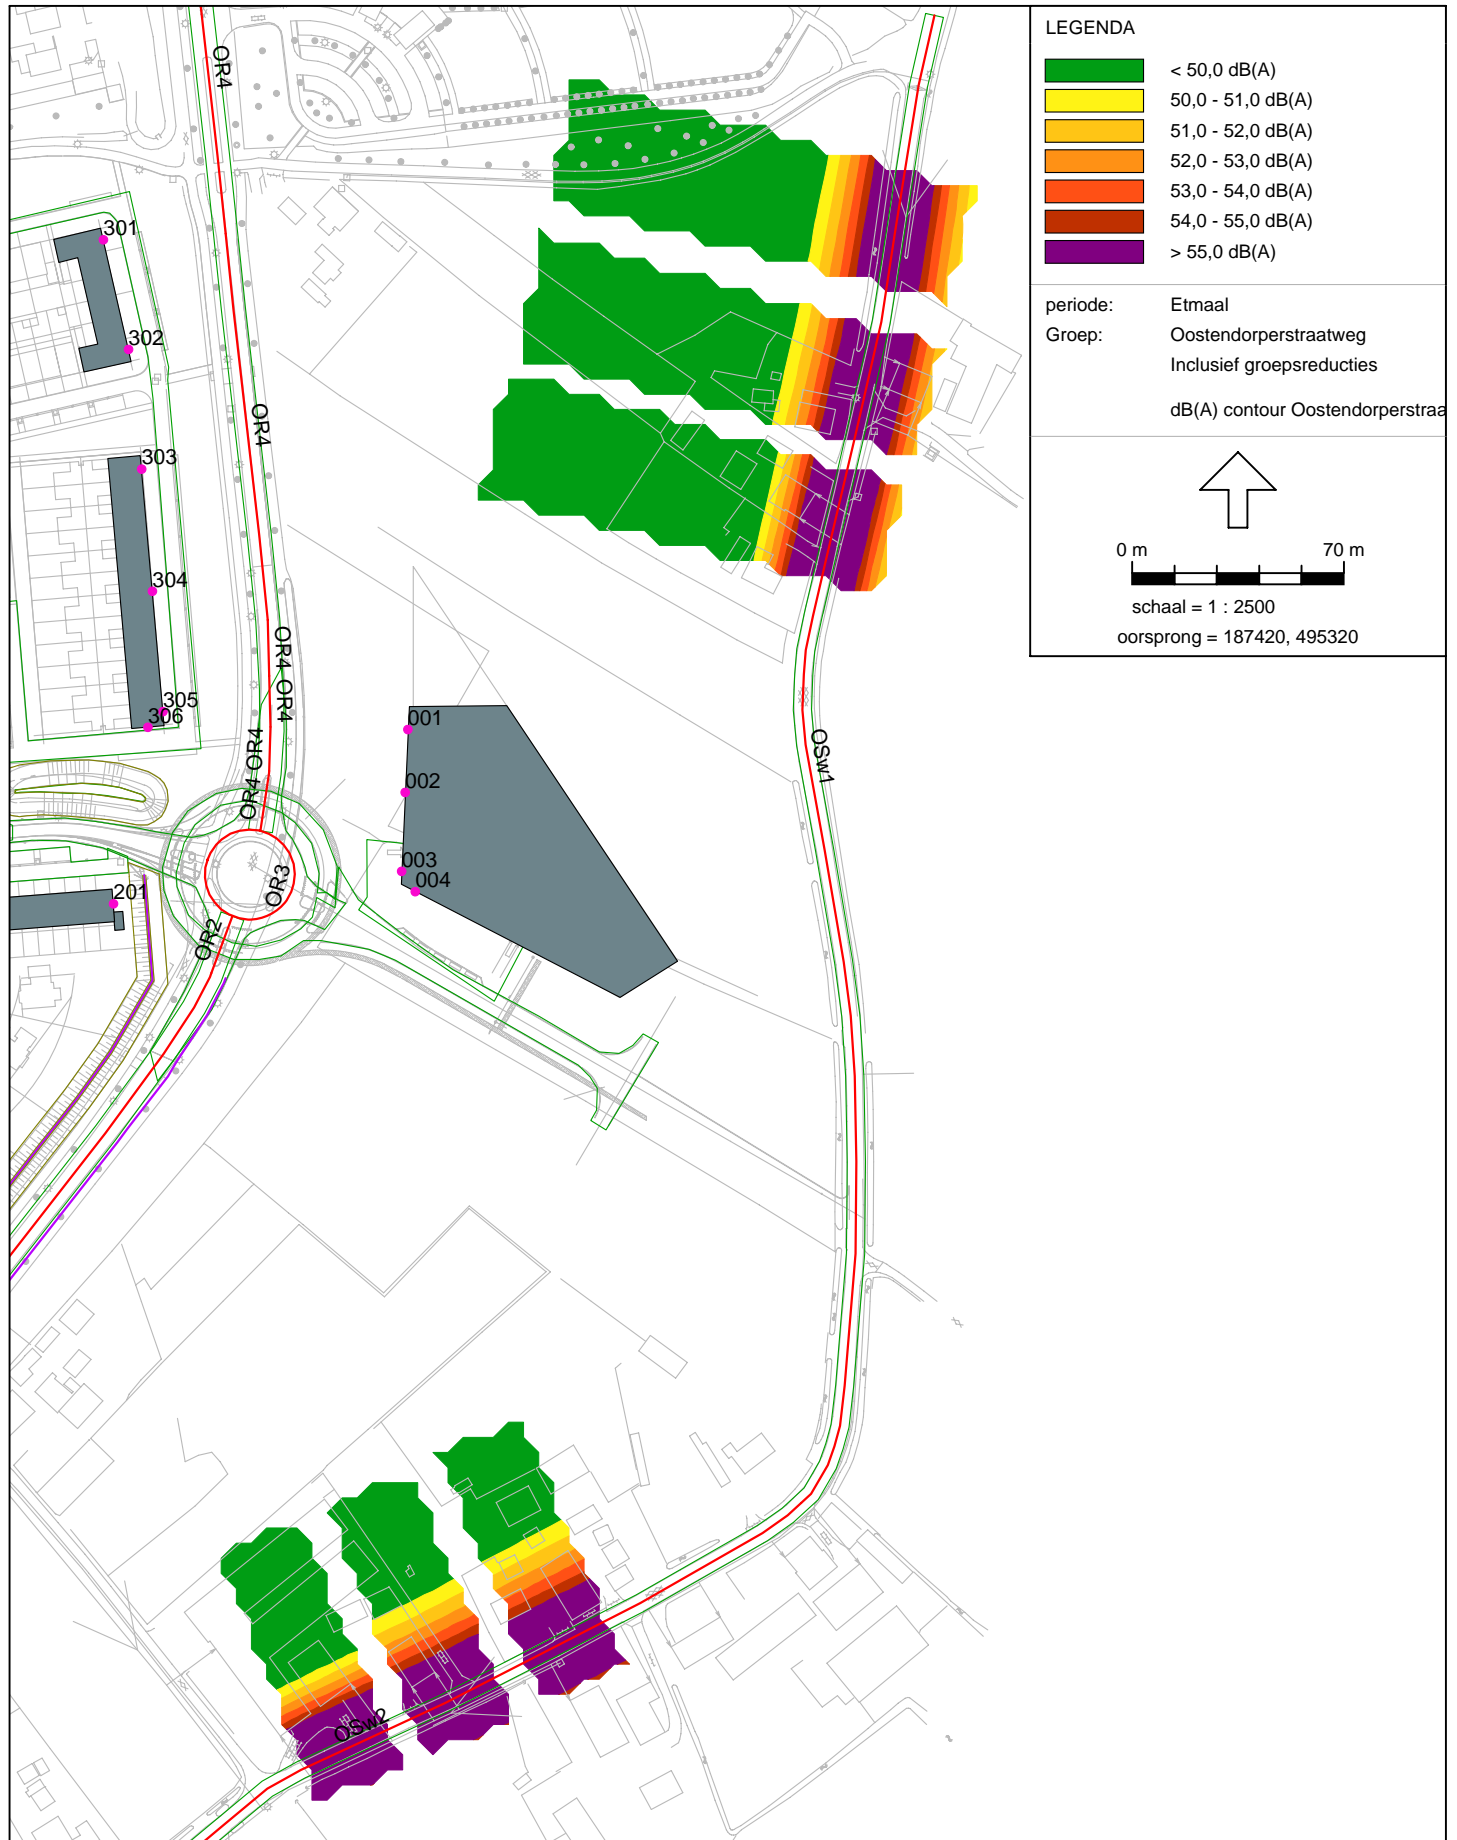 LEGENDA
< 50,0 dB(A)
50,0 - 51,0 dB(A)
51,0 - 52,0 dB(A)
52,0 - 53,0 dB(A)
53,0 - 54,0 dB(A)
54,0 - 55,0 dB(A)
> 55,0 dB(A)
periode: Etmaal
Groep: Oostendorperstraatweg
Inclusief groepsreducties
dB(A) contour Oostendorperstraa
0 m 70 m
schaal = 1 : 2500
oorsprong = 187420, 495320
OR4
301
302
OR4
303
304
OR4
OR4
305
306
001
OR4
OR4
OSw1
002
003
004
OR3
201
OR2
OSw2